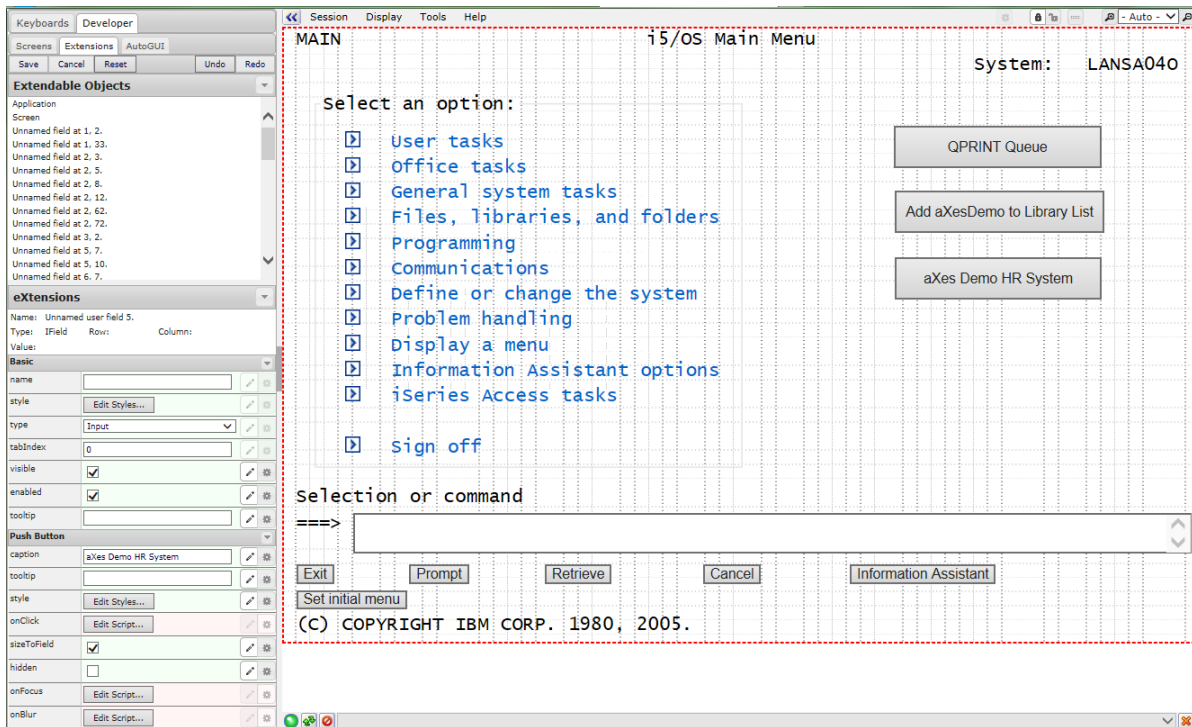 Keyboards Developer
Screens Extensions AutoGUI
Save Cancel Reset Undo Redo
Extendable Objects
Application
Screen
Unnamed field at 1, 2.
Unnamed field at 1, 33.
Unnamed field at 2, 3.
Unnamed field at 2, 5.
Unnamed field at 2, 8.
Unnamed field at 2, 12.
Unnamed field at 2, 62.
Unnamed field at 2, 72.
Unnamed field at 3, 2.
Unnamed field at 5, 7.
Unnamed field at 5, 10.
Unnamed field at 6, 7.
eXtensions
Name: Unnamed user field 5.
Type: IField Row: Column:
Value:
Basic
name
style Edit Styles...
type Input
tabIndex 0
visible
enabled
tooltip
Push Button
caption aXes Demo HR System
tooltip
style Edit Styles...
onClick Edit Script...
sizeToField
hidden
onFocus Edit Script...
onBlur Edit Script...
Session Display Tools Help - Auto -
MAIN i5/OS Main Menu
System: LANSA04O
Select an option:
User tasks
Office tasks
General system tasks
Files, libraries, and folders
Programming
Communications
Define or change the system
Problem handling
Display a menu
Information Assistant options
iSeries Access tasks
Sign off
QPRINT Queue
Add aXesDemo to Library List
aXes Demo HR System
Selection or command
===>
Exit Prompt Retrieve Cancel Information Assistant
Set initial menu
(C) COPYRIGHT IBM CORP. 1980, 2005.